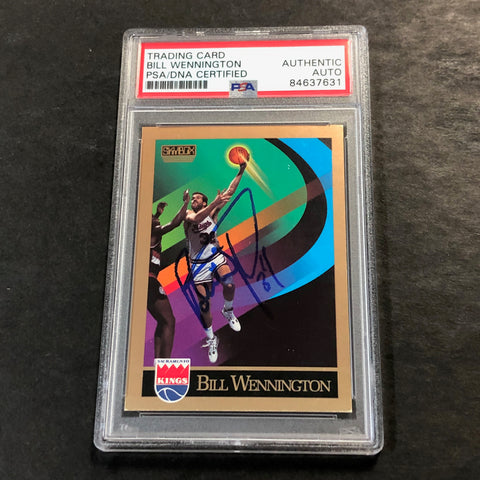 TRADING CARD
BILL WENNINGTON
PSA/DNA CERTIFIED
AUTHENTIC
AUTO
84637631
PSA
SKYBOX
SACRAMENTO
KINGS
BILL WENNINGTON